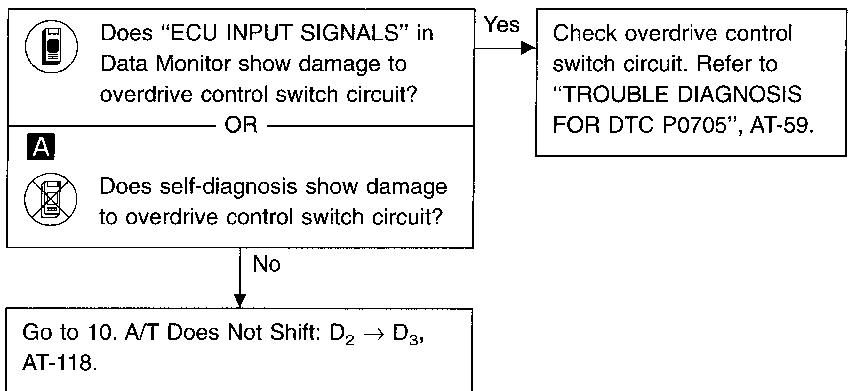 Does “ECU INPUT SIGNALS” in
Data Monitor show damage to
overdrive control switch circuit?
OR
A
Does self-diagnosis show damage
to overdrive control switch circuit?
Yes
Check overdrive control
switch circuit. Refer to
“TROUBLE DIAGNOSIS
FOR DTC P0705”, AT-59.
No
Go to 10. A/T Does Not Shift: D₂ → D₃,
AT-118.